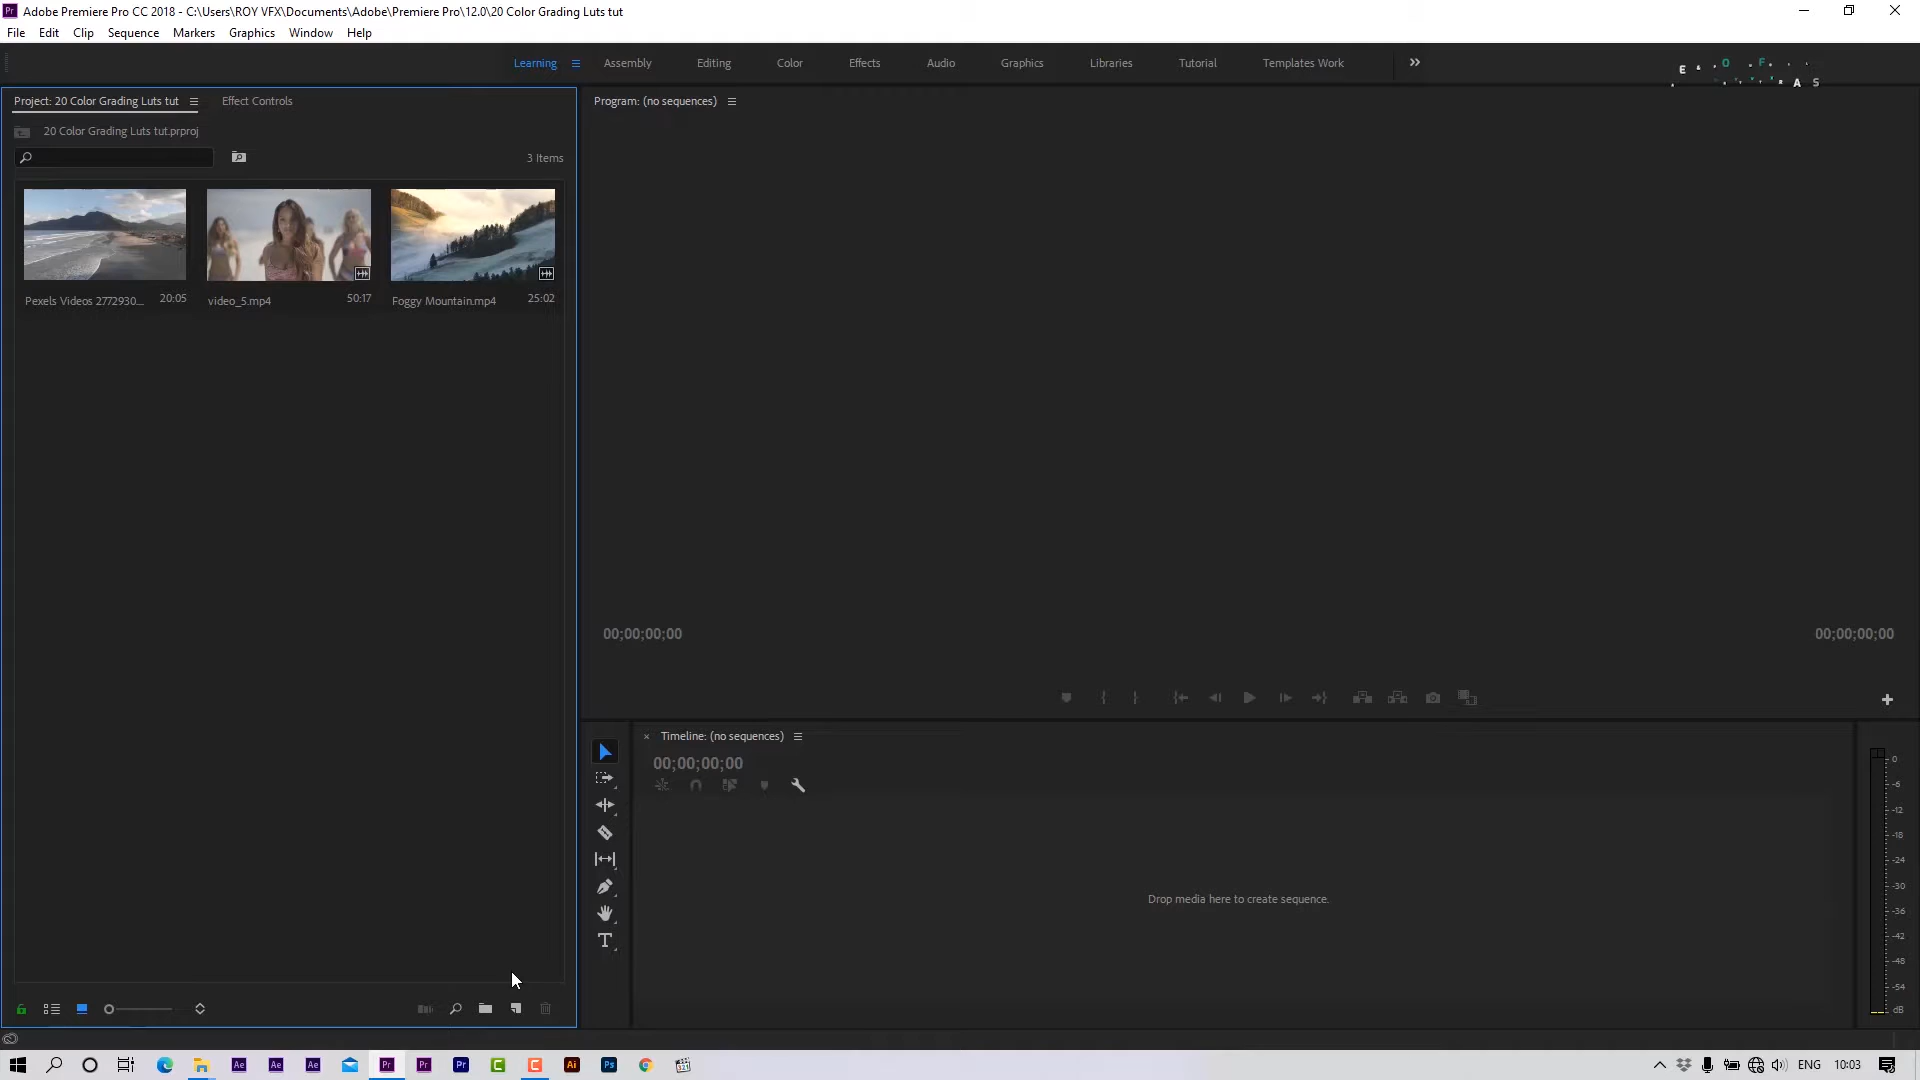 Adobe Premiere Pro CC 2018 - C:\Users\ROY VFX\Documents\Adobe\Premiere Pro\12.0\20 Color Grading Luts tut
File Edit Clip Sequence Markers Graphics Window Help
Learning Assembly Editing Color Effects Audio Graphics Libraries Tutorial Templates Work
Project: 20 Color Grading Luts tut Effect Controls
Program: (no sequences)
20 Color Grading Luts tut.prproj
3 Items
Pexels Videos 2772930... 20:05
video_5.mp4 50:17
Foggy Mountain.mp4 25:02
00;00;00;00 00;00;00;00
Timeline: (no sequences)
00;00;00;00
Drop media here to create sequence.
0
-6
-12
-18
-24
-30
-36
-42
-48
-54
dB
ENG 10:03